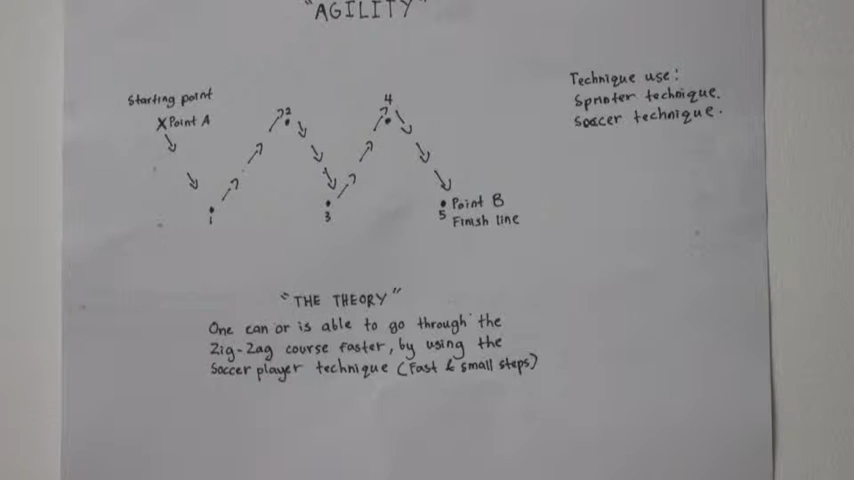 "AGILITY"
Starting point
X Point A
Technique use:
Sprinter technique.
Soccer technique.
2
4
1
3
5
Point B
Finish line
"THE THEORY"
One can or is able to go through the
Zig-Zag course faster, by using the
Soccer player technique (Fast & small steps)